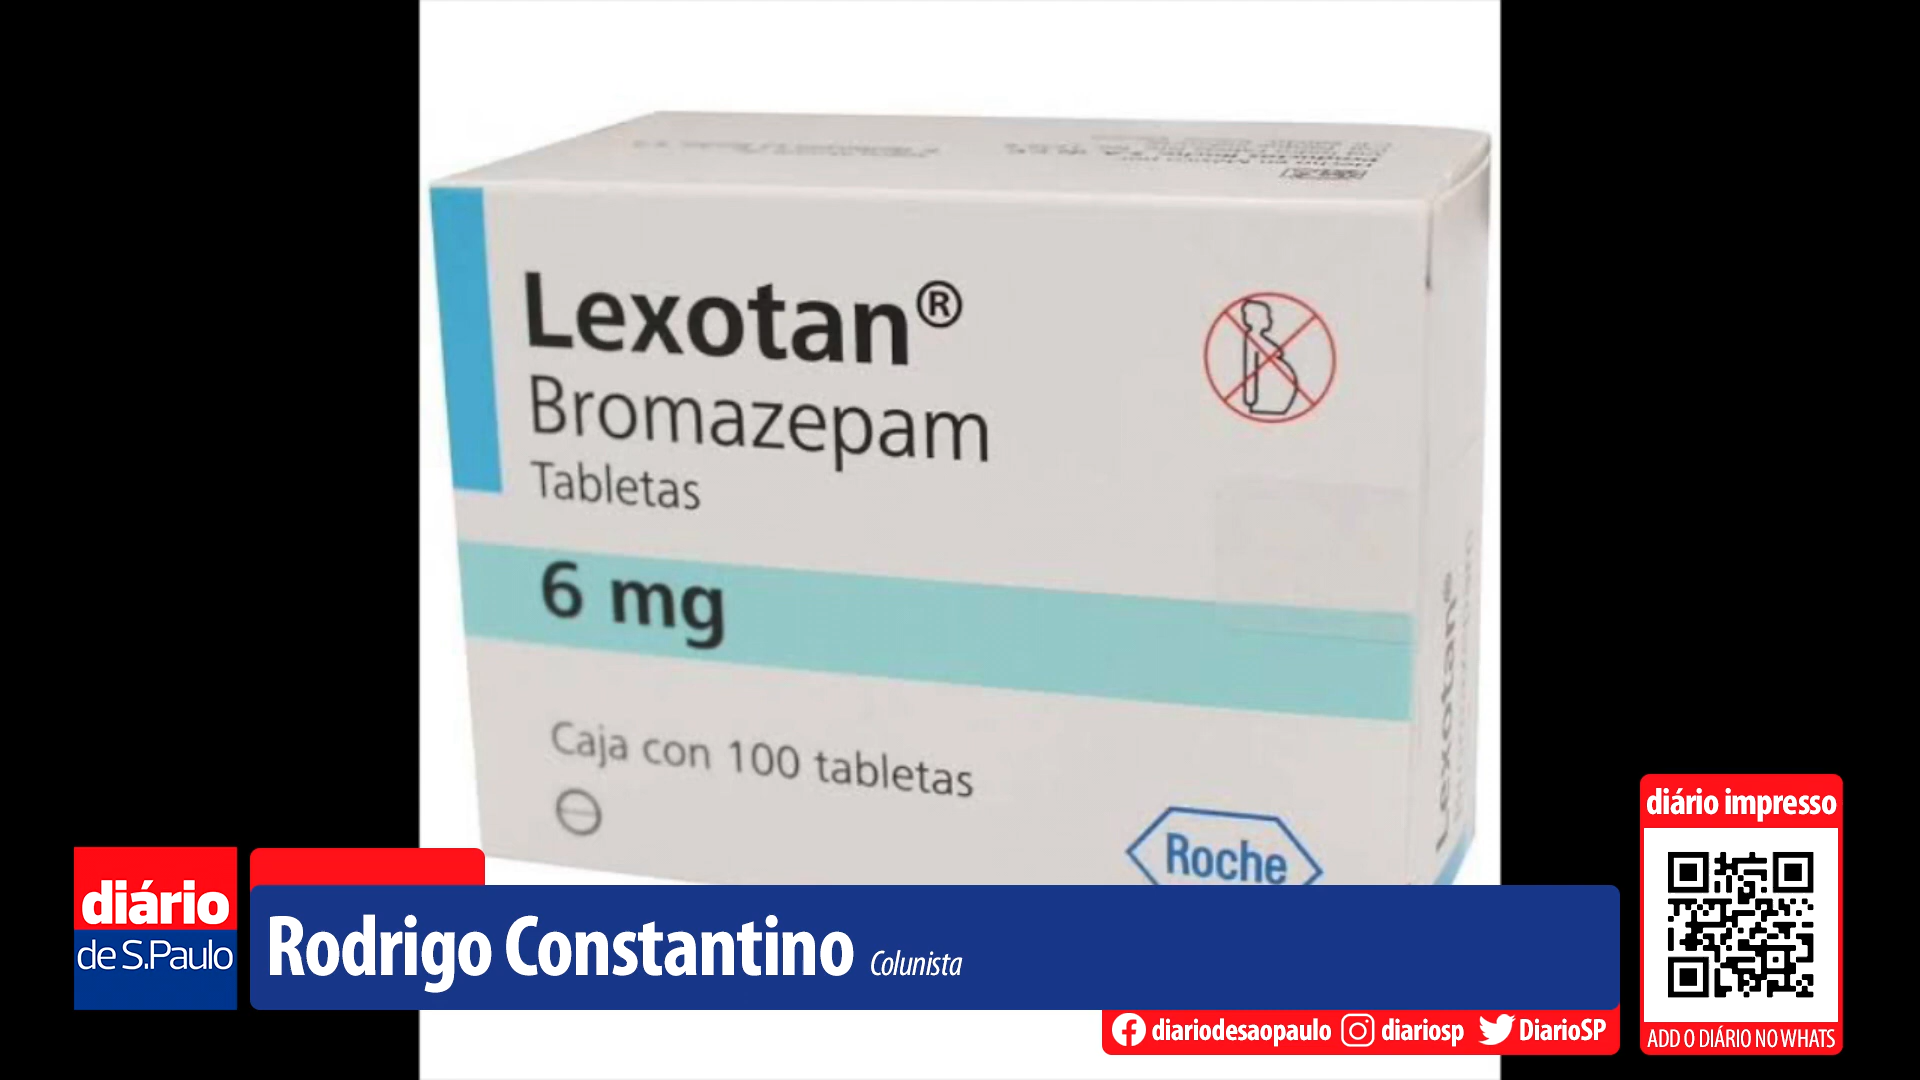 Lexotan®
Bromazepam
Tabletas
6 mg
Caja con 100 tabletas
Roche
Lexotan®
diário
de S.Paulo
Rodrigo Constantino Colunista
diariodesaopaulo diariosp DiarioSP
diário impresso
ADD O DIÁRIO NO WHATS